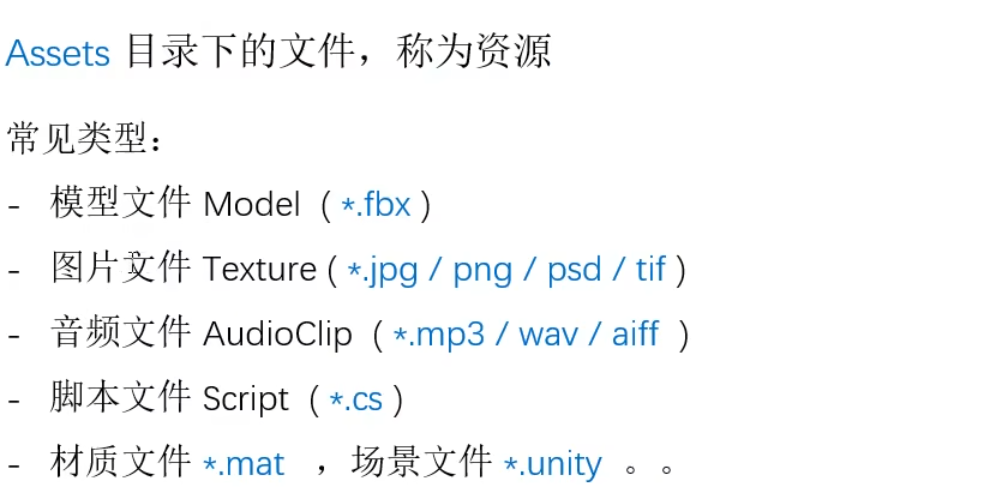 Assets 目录下的文件，称为资源
常见类型：
- 模型文件 Model ( *.fbx )
- 图片文件 Texture ( *.jpg / png / psd / tif )
- 音频文件 AudioClip ( *.mp3 / wav / aiff )
- 脚本文件 Script ( *.cs )
- 材质文件 *.mat ，场景文件 *.unity 。。